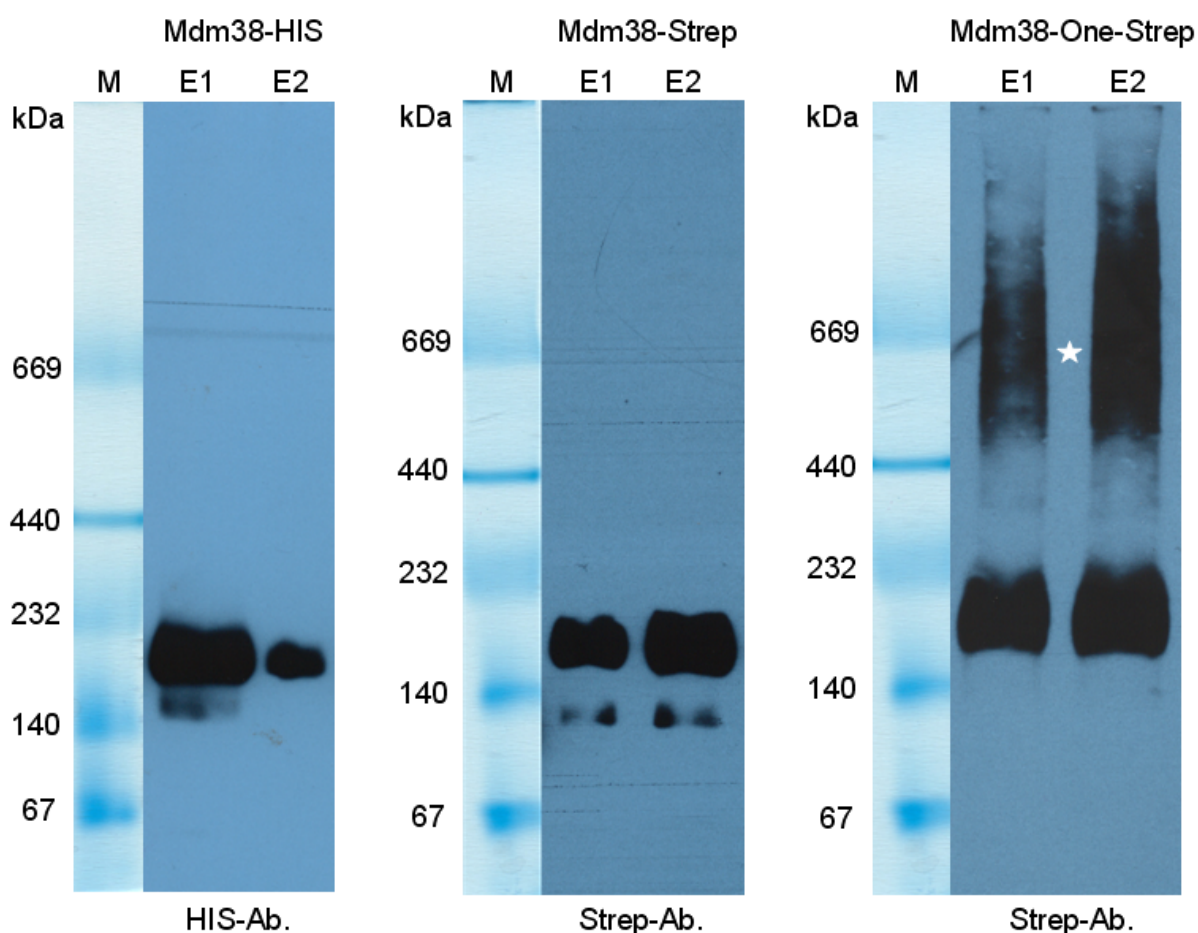 Mdm38-HIS
M E1 E2
kDa
669
440
232
140
67
HIS-Ab.
Mdm38-Strep
M E1 E2
kDa
669
440
232
140
67
Strep-Ab.
Mdm38-One-Strep
M E1 E2
kDa
669
440
232
140
67
Strep-Ab.